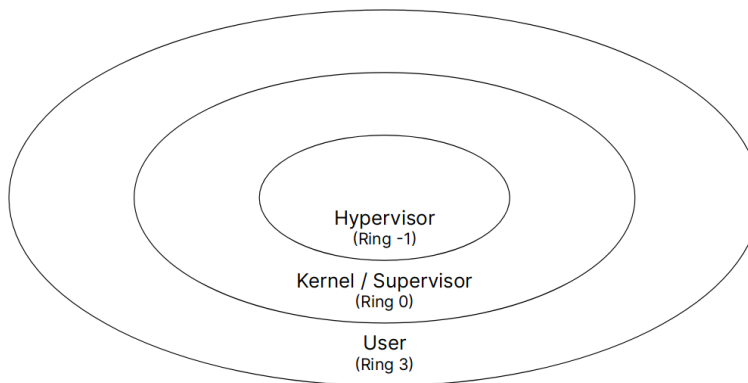 Hypervisor
(Ring -1)
Kernel / Supervisor
(Ring 0)
User
(Ring 3)